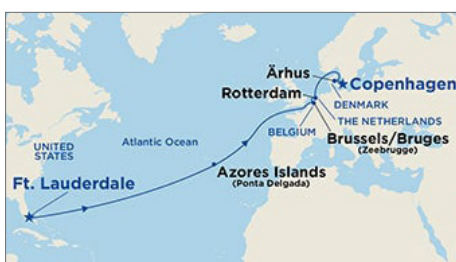 Århus
Copenhagen
Rotterdam
DENMARK
THE NETHERLANDS
BELGIUM
Brussels/Bruges
(Zeebrugge)
UNITED
STATES
Atlantic Ocean
Azores Islands
(Ponta Delgada)
Ft. Lauderdale